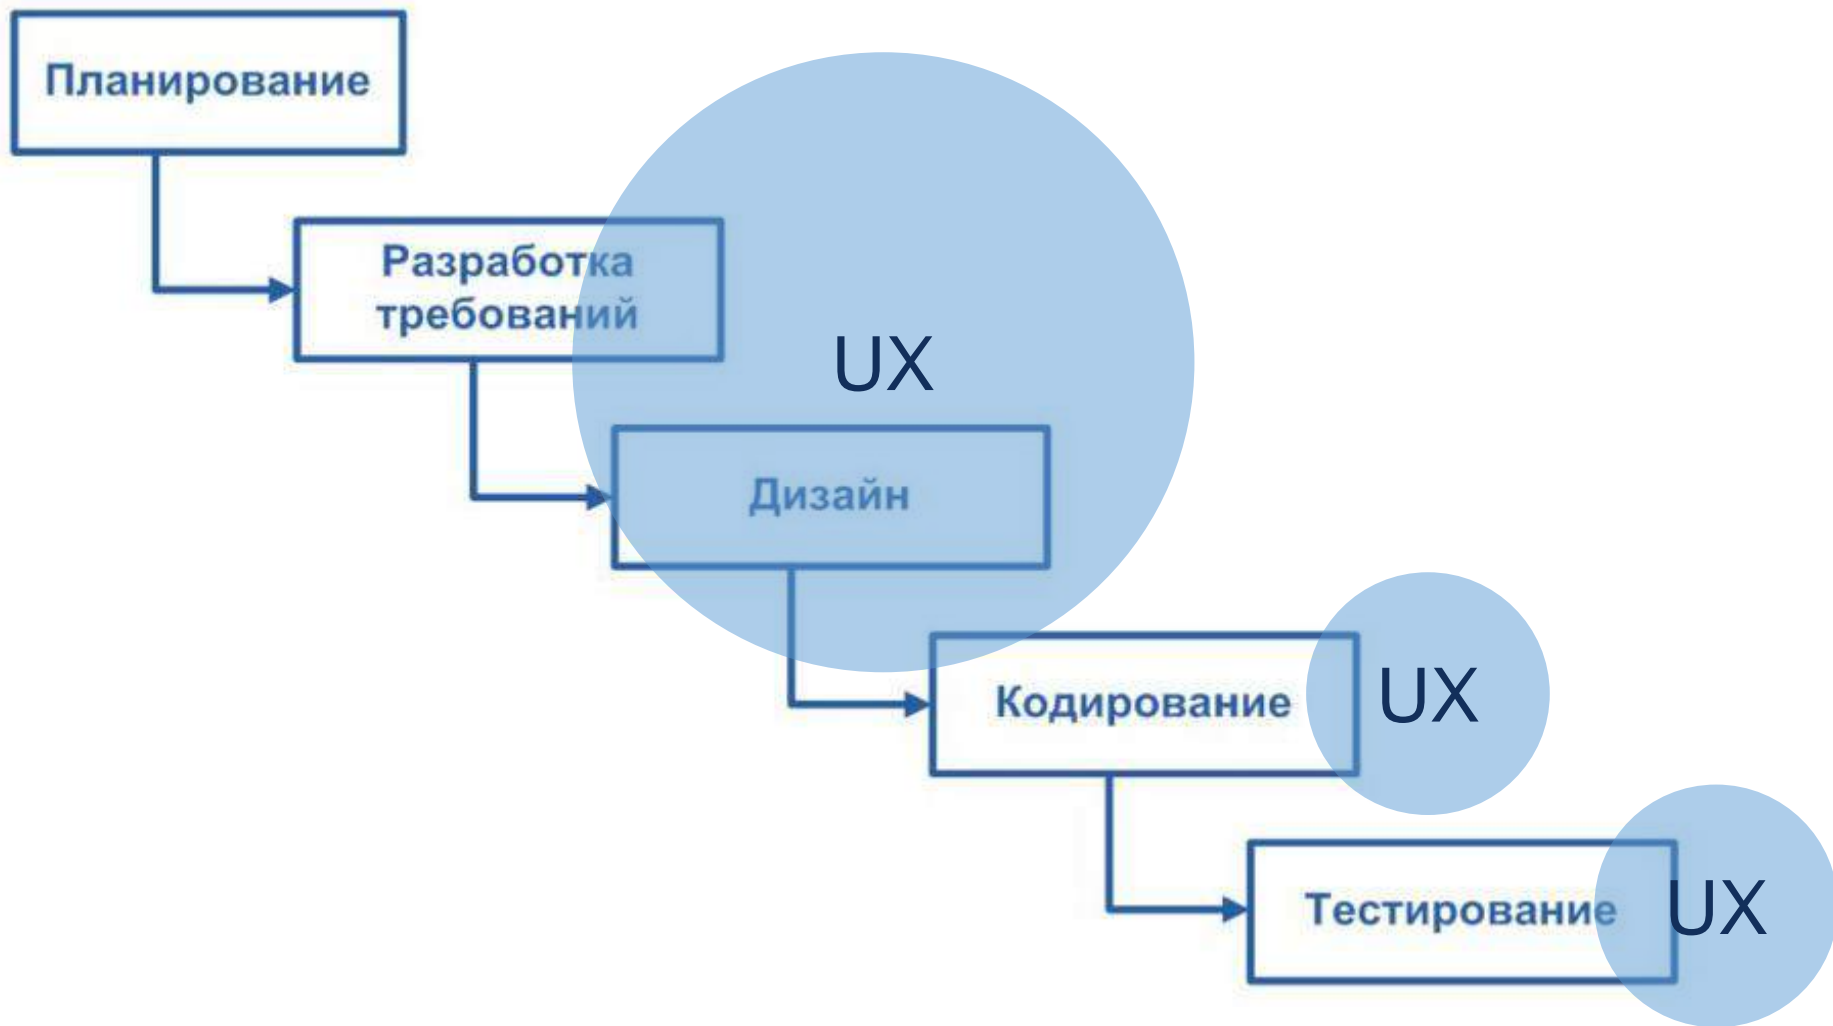 Планирование
Разработка
требований
UX
Дизайн
Кодирование
UX
Тестирование
UX